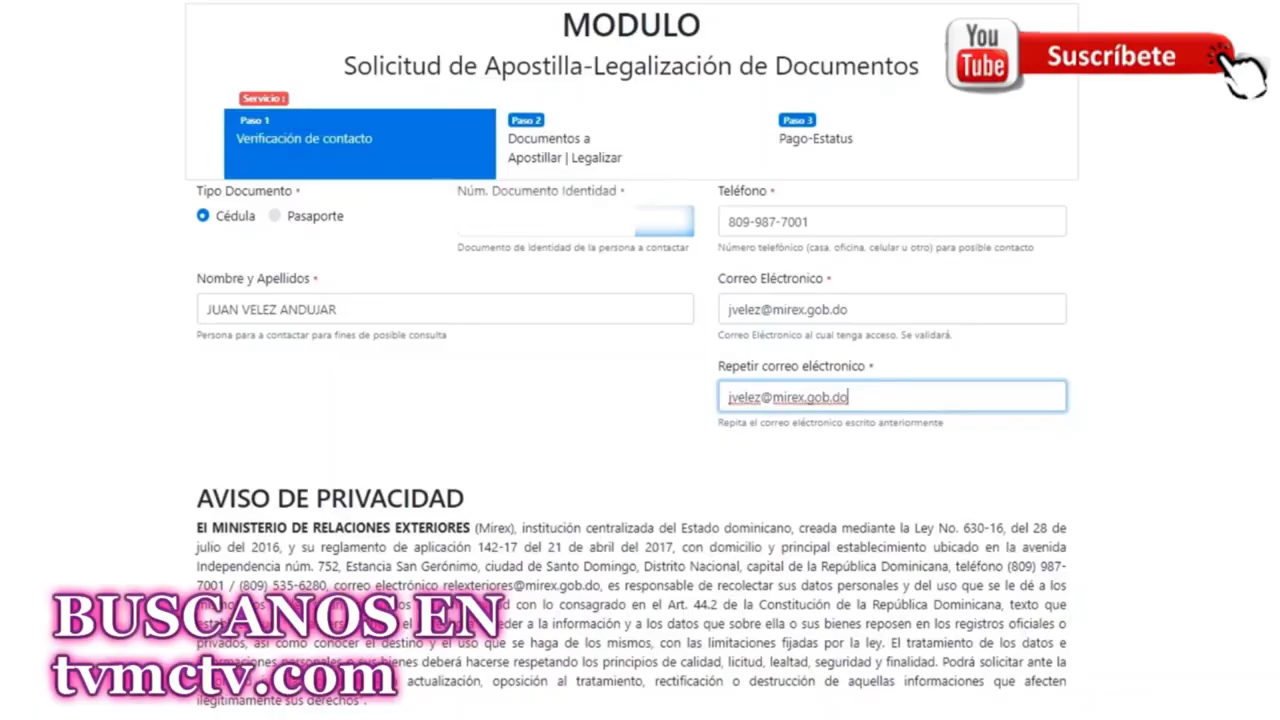 MODULO
Solicitud de Apostilla-Legalización de Documentos
You
Tube
Suscríbete
Servicio :
Paso 1
Verificación de contacto
Paso 2
Documentos a
Apostillar | Legalizar
Paso 3
Pago-Estatus
Tipo Documento *
Cédula Pasaporte
Núm. Documento Identidad *
Documento de identidad de la persona a contactar
Teléfono *
809-987-7001
Número telefónico (casa, oficina, celular u otro) para posible contacto
Nombre y Apellidos *
JUAN VELEZ ANDUJAR
Persona para a contactar para fines de posible consulta
Correo Eléctronico *
jvelez@mirex.gob.do
Correo Eléctronico al cual tenga acceso. Se validará.
Repetir correo eléctronico *
jvelez@mirex.gob.do
Repita el correo eléctronico escrito anteriormente
AVISO DE PRIVACIDAD
El MINISTERIO DE RELACIONES EXTERIORES (Mirex), institución centralizada del Estado dominicano, creada mediante la Ley No. 630-16, del 28 de
julio del 2016, y su reglamento de aplicación 142-17 del 21 de abril del 2017, con domicilio y principal establecimiento ubicado en la avenida
Independencia núm. 752, Estancia San Gerónimo, ciudad de Santo Domingo, Distrito Nacional, capital de la República Dominicana, teléfono (809) 987-
7001 / (809) 535-6280, correo electrónico relexteriores@mirex.gob.do, es responsable de recolectar sus datos personales y del uso que se le dé a los
con lo consagrado en el Art. 44.2 de la Constitución de la República Dominicana, texto que
a la información y a los datos que sobre ella o sus bienes reposen en los registros oficiales o
privados, así como conocer el destino y el uso que se haga de los mismos, con las limitaciones fijadas por la ley. El tratamiento de los datos e
informaciones personales o sus bienes deberá hacerse respetando los principios de calidad, licitud, lealtad, seguridad y finalidad. Podrá solicitar ante la
actualización, oposición al tratamiento, rectificación o destrucción de aquellas informaciones que afecten
ilegítimamente sus derechos".
BUSCANOS EN
tvmctv.com